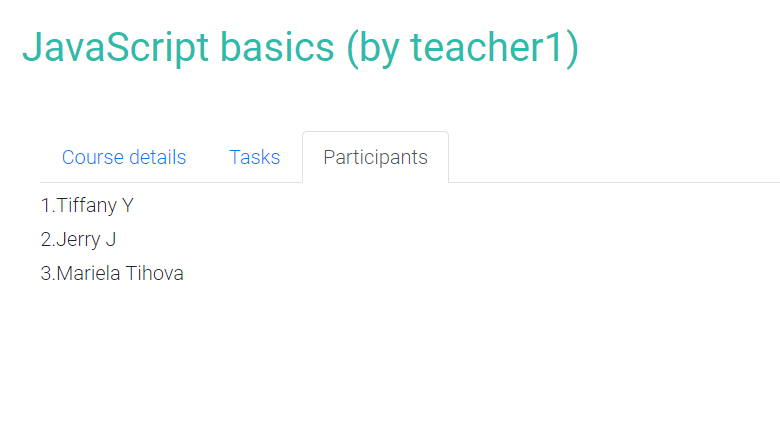 JavaScript basics (by teacher1)
Course details Tasks Participants
1.Tiffany Y
2.Jerry J
3.Mariela Tihova